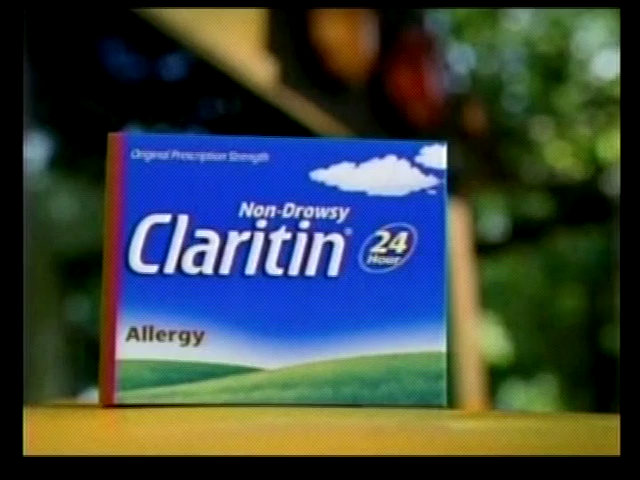 Original Prescription Strength
Non-Drowsy
Claritin®
24
Hour
Allergy